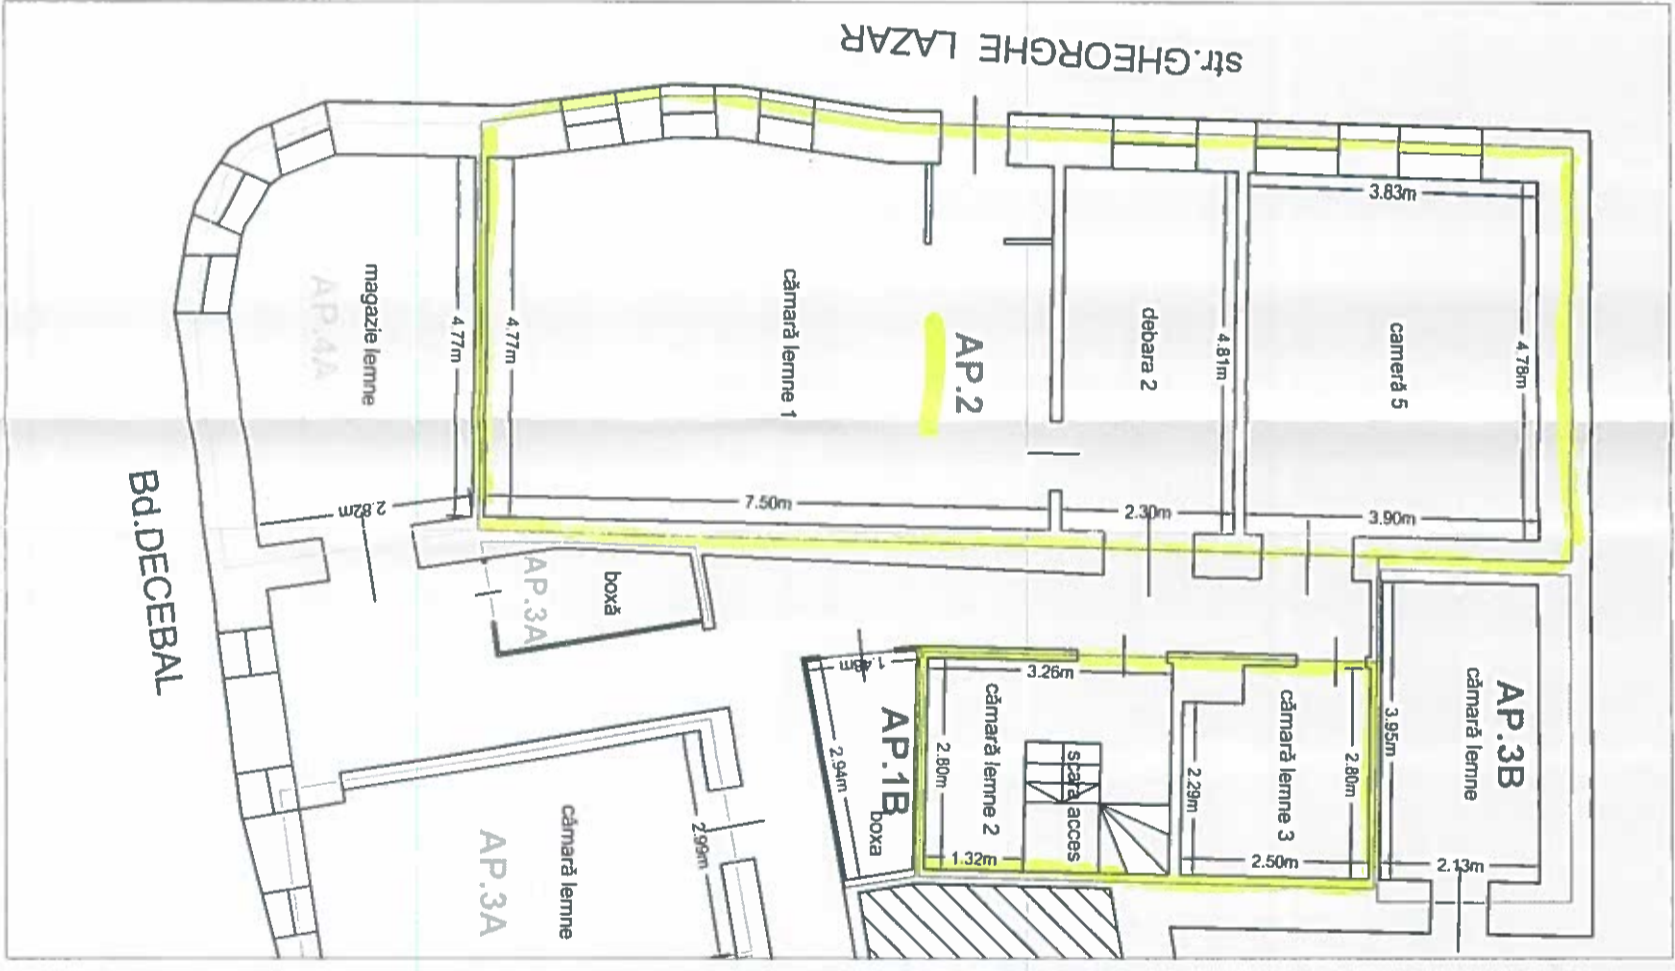 str.GHEORGHE LAZAR
3.83m
4.78m
cameră 5
3.90m
4.81m
debara 2
2.30m
AP.2
cămară lemne 1
7.50m
4.77m
4.77m
magazie lemne
AP.4A
2.82m
Bd.DECEBAL
boxă
AP.3A
AP.3B
cămară lemne
3.95m
2.13m
2.80m
cămară lemne 3
2.29m
2.50m
3.26m
scara acces
cămară lemne 2
2.80m
1.32m
AP.1B
boxa
2.94m
2.99m
cămară lemne
AP.3A